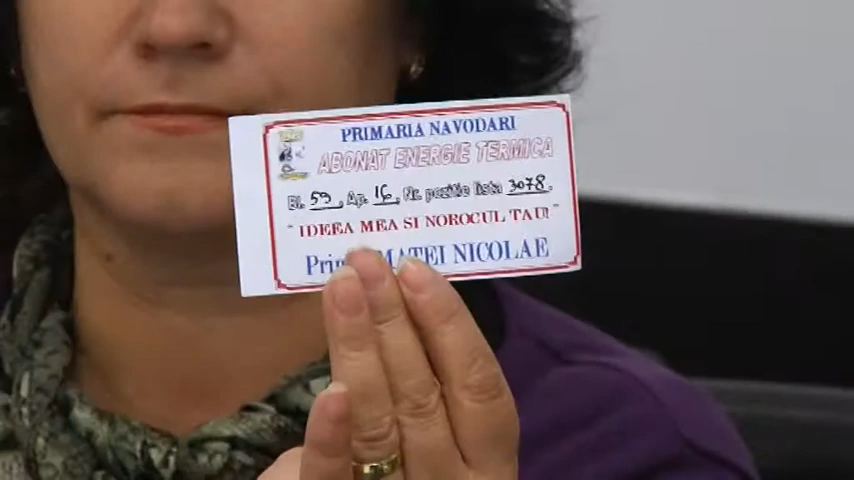 PRIMARIA NAVODARI
ABONAT ENERGIE TERMICA
Bl. 59, Ap. 16, Nr. pozitie lista 3078.
"IDEEA MEA SI NOROCUL TAU"
MATEI NICOLAE